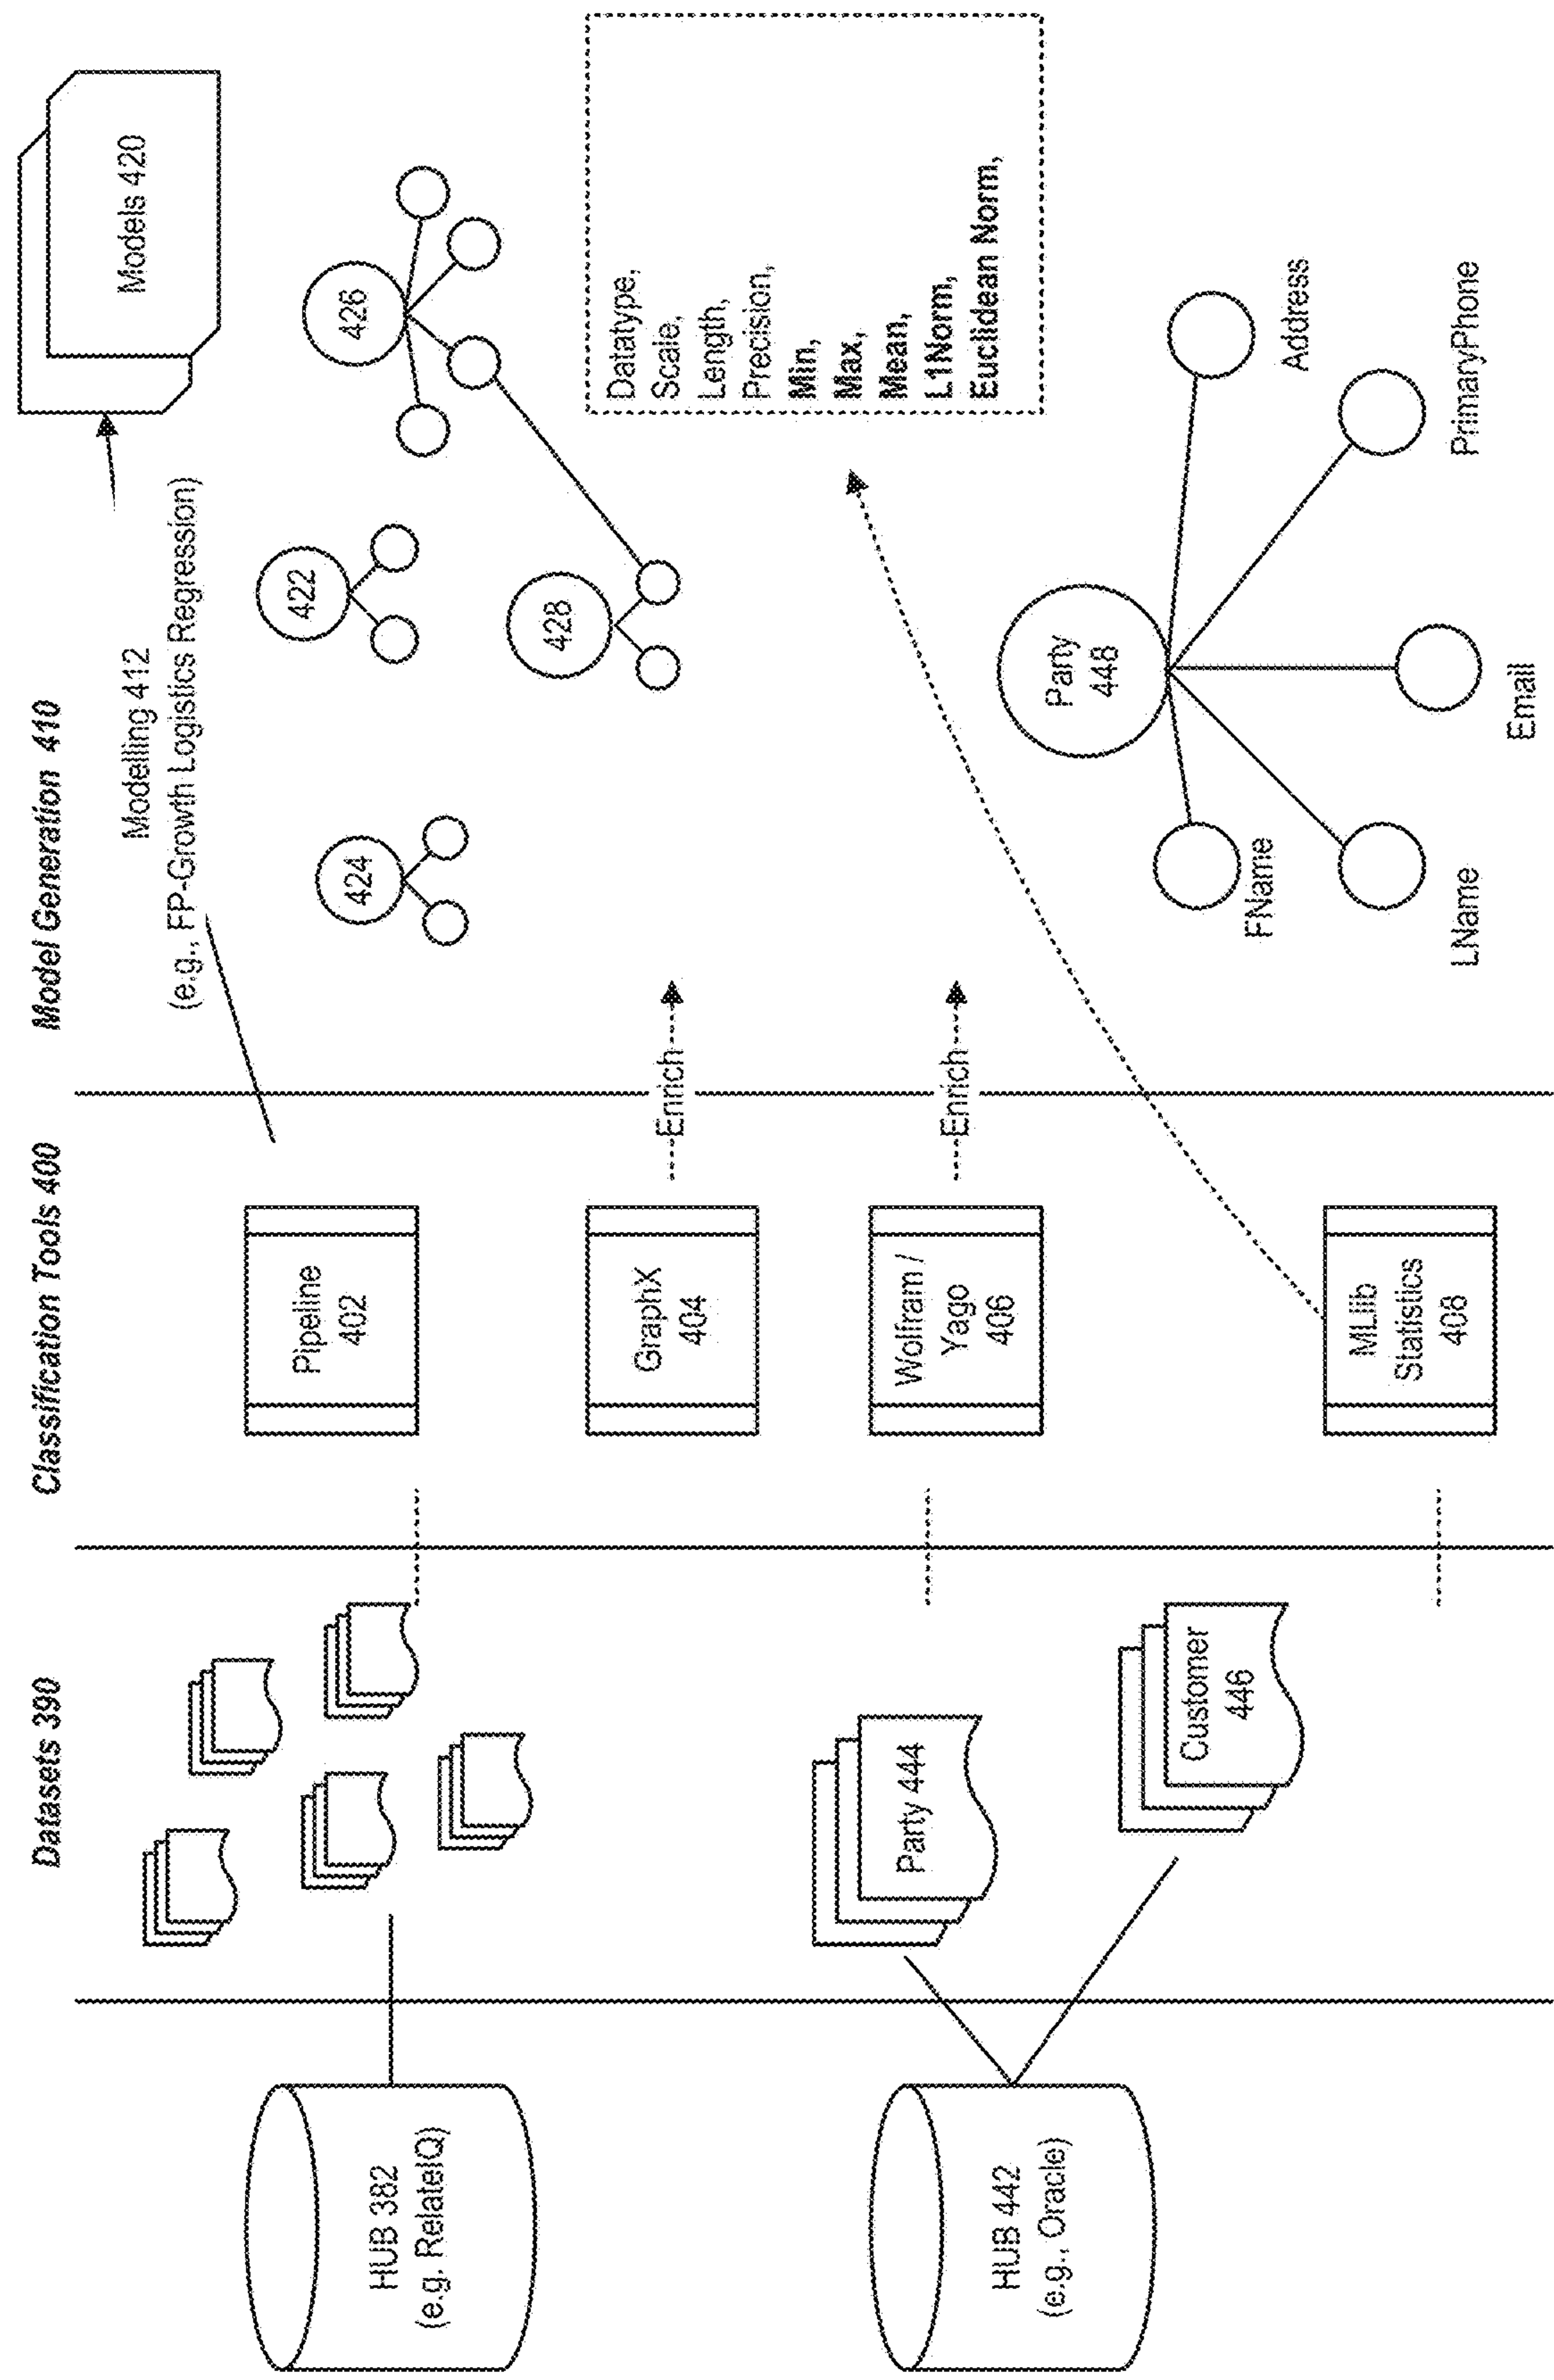 Datasets 390
Classification Tools 400
Model Generation 410
HUB 382
(e.g. RelateIQ)
Pipeline
402
Modelling 412
(e.g., FP-Growth Logistics Regression)
Models 420
424
422
426
428
GraphX
404
Enrich
HUB 442
(e.g., Oracle)
Party 444
Customer
446
Wolfram /
Yago
406
Enrich
MLlib
Statistics
408
Datatype,
Scale,
Length,
Precision,
Min,
Max,
Mean,
L1Norm,
Euclidean Norm,
Party
448
FName
LName
Email
PrimaryPhone
Address